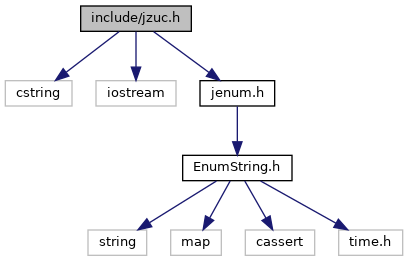 include/jzuc.h
cstring
iostream
jenum.h
EnumString.h
string
map
cassert
time.h